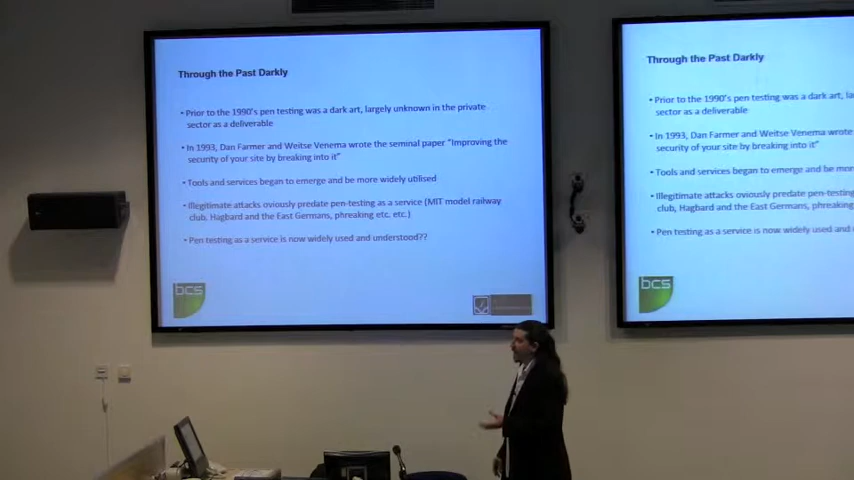 Through the Past Darkly
• Prior to the 1990's pen testing was a dark art, largely unknown in the private
sector as a deliverable
• In 1993, Dan Farmer and Weitse Venema wrote the seminal paper "Improving the
security of your site by breaking into it"
• Tools and services began to emerge and be more widely utilised
• Illegitimate attacks oviously predate pen-testing as a service (MIT model railway
club, Hagbard and the East Germans, phreaking etc. etc.)
• Pen testing as a service is now widely used and understood??
bcs
Through the Past Darkly
• Prior to the 1990's pen testing was a dark art,
sector as a deliverable
• In 1993, Dan Farmer and Weitse Venema wrote
security of your site by breaking into it"
• Tools and services began to emerge and be more
• Illegitimate attacks oviously predate pen-testing
club, Hagbard and the East Germans, phreaking
• Pen testing as a service is now widely used and
bcs